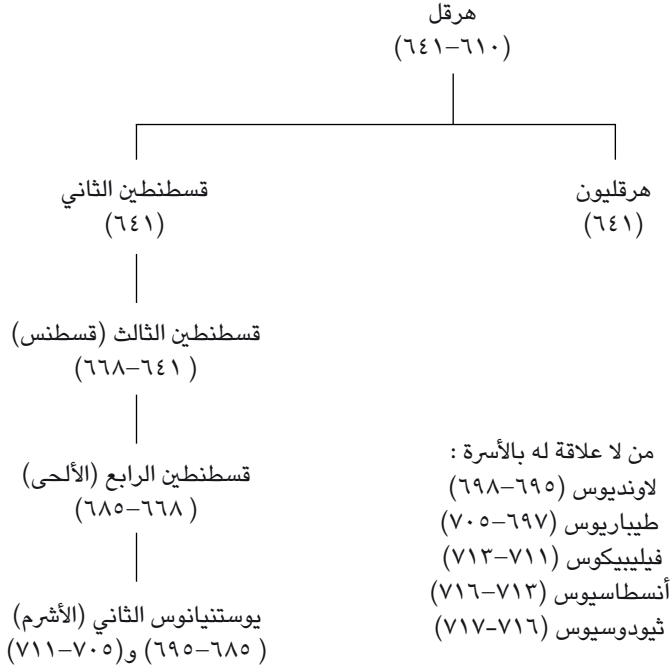 هرقل
(٦١٠–٦٤١)
هرقليون
(٦٤١)
قسطنطين الثاني
(٦٤١)
قسطنطين الثالث (قسطنس)
(٦٤١–٦٦٨)
قسطنطين الرابع (الألحى)
(٦٦٨–٦٨٥)
يوستنيانوس الثاني (الأشرم)
(٦٨٥–٦٩٥) و(٧٠٥–٧١١)
من لا علاقة له بالأسرة :
لاونديوس (٦٩٥–٦٩٨)
طيباريوس (٦٩٧–٧٠٥)
فيليبيكوس (٧١١–٧١٣)
أنسطاسيوس (٧١٣–٧١٦)
ثيودوسيوس (٧١٦–٧١٧)